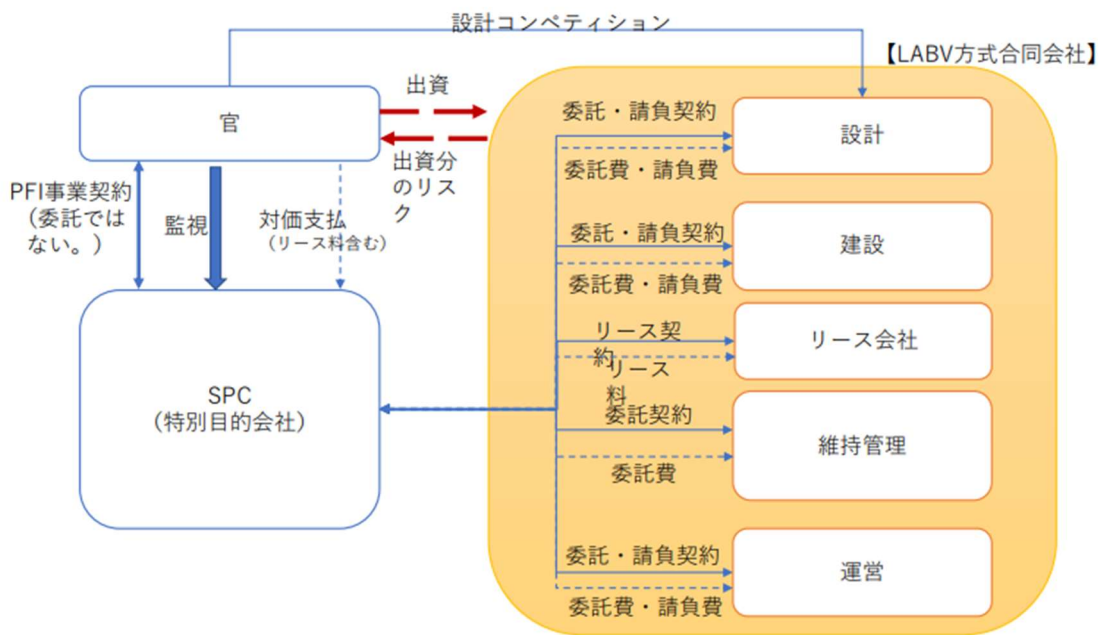 設計コンペティション
【LABV方式合同会社】
官
出資
出資分
のリス
ク
PFI事業契約
（委託では
ない。）
監視
対価支払
（リース料含む）
SPC
（特別目的会社）
委託・請負契約
委託費・請負費
設計
委託・請負契約
委託費・請負費
建設
リース契
約
リース
料
リース会社
委託契約
委託費
維持管理
委託・請負契約
委託費・請負費
運営